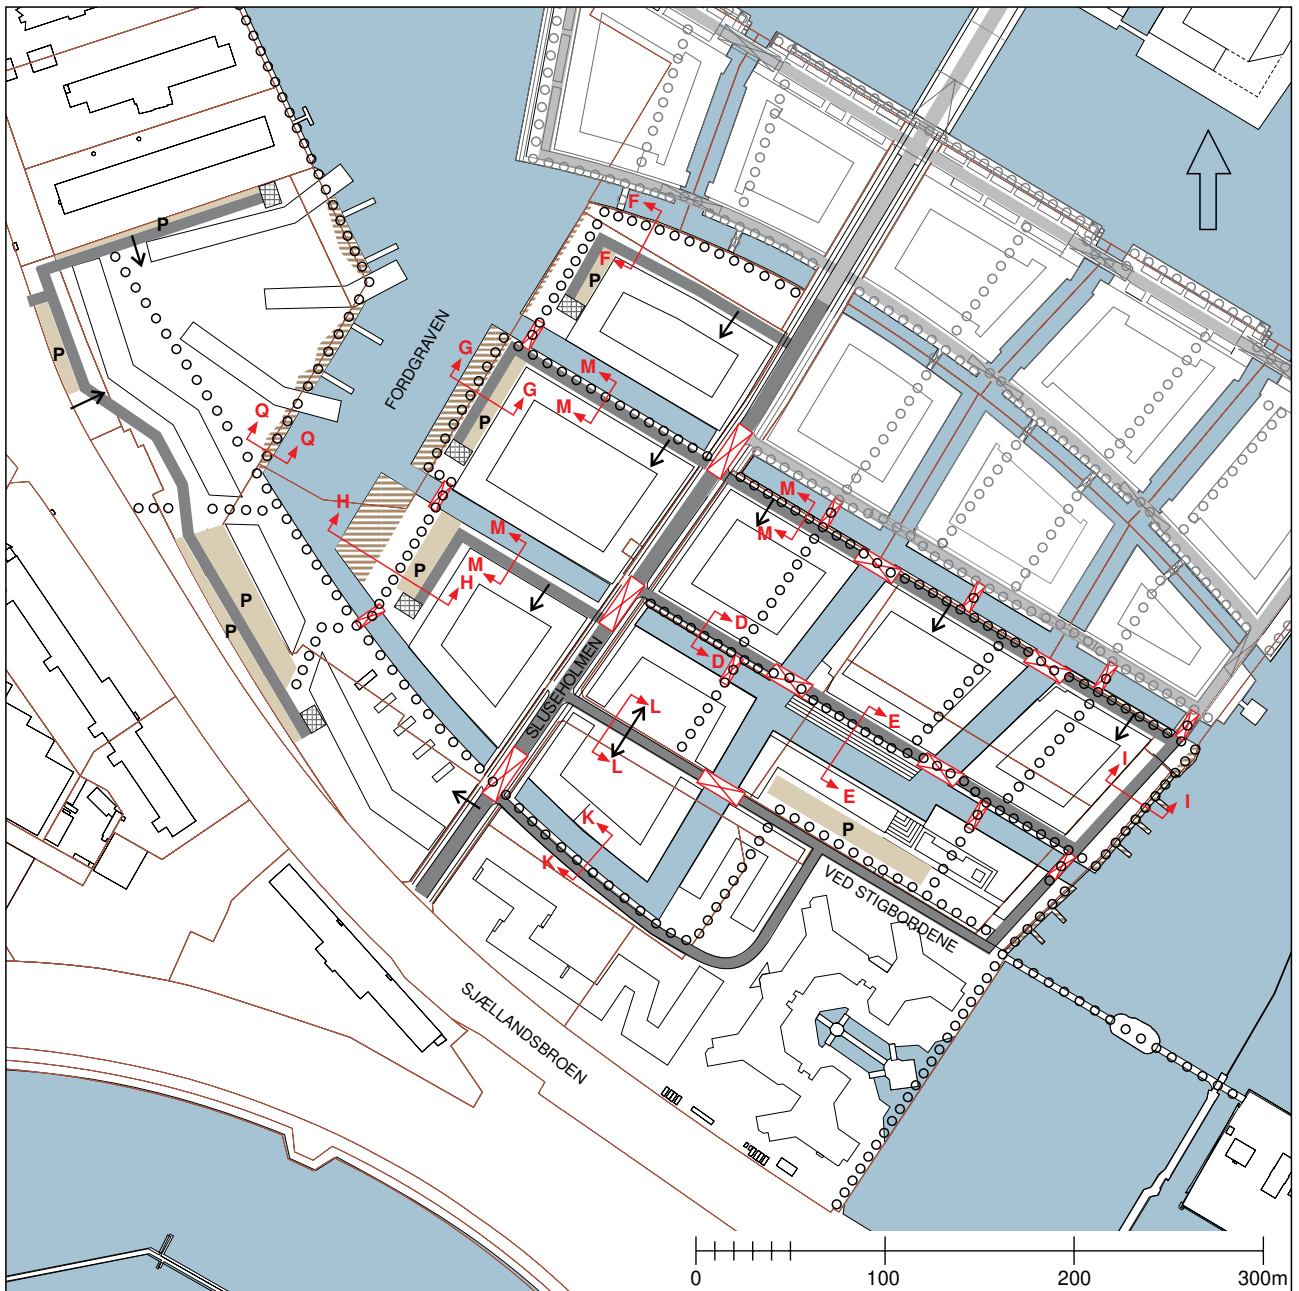 F
P
F
P
FORDGRAVEN
G
M
P
G
M
Q
P
Q
H
M
M
M
M
P
H
P
D
P
D
SLUSEHOLMEN
L
E
I
L
E
I
K
P
K
VED STIGBORDENE
SJÆLLANDSBROEN
0 100 200 300m